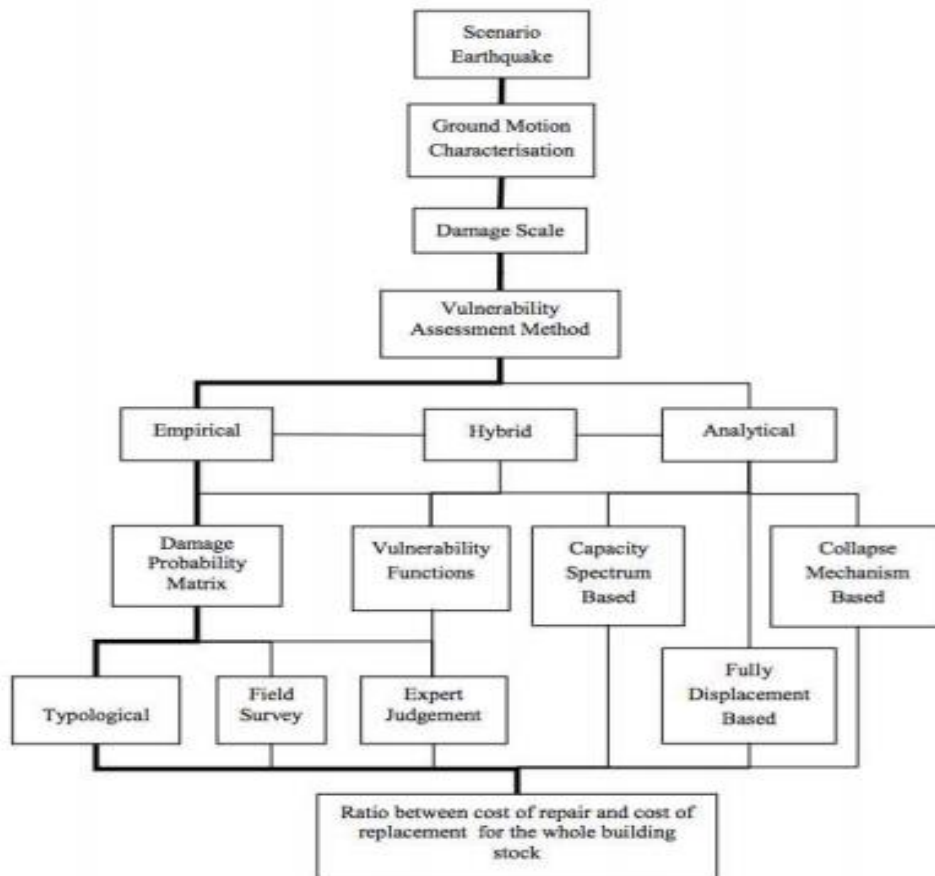 Scenario
Earthquake
Ground Motion
Characterisation
Damage Scale
Vulnerability
Assessment Method
Empirical
Hybrid
Analytical
Damage
Probability
Matrix
Vulnerability
Functions
Capacity
Spectrum
Based
Collapse
Mechanism
Based
Typological
Field
Survey
Expert
Judgement
Fully
Displacement
Based
Ratio between cost of repair and cost of
replacement for the whole building
stock